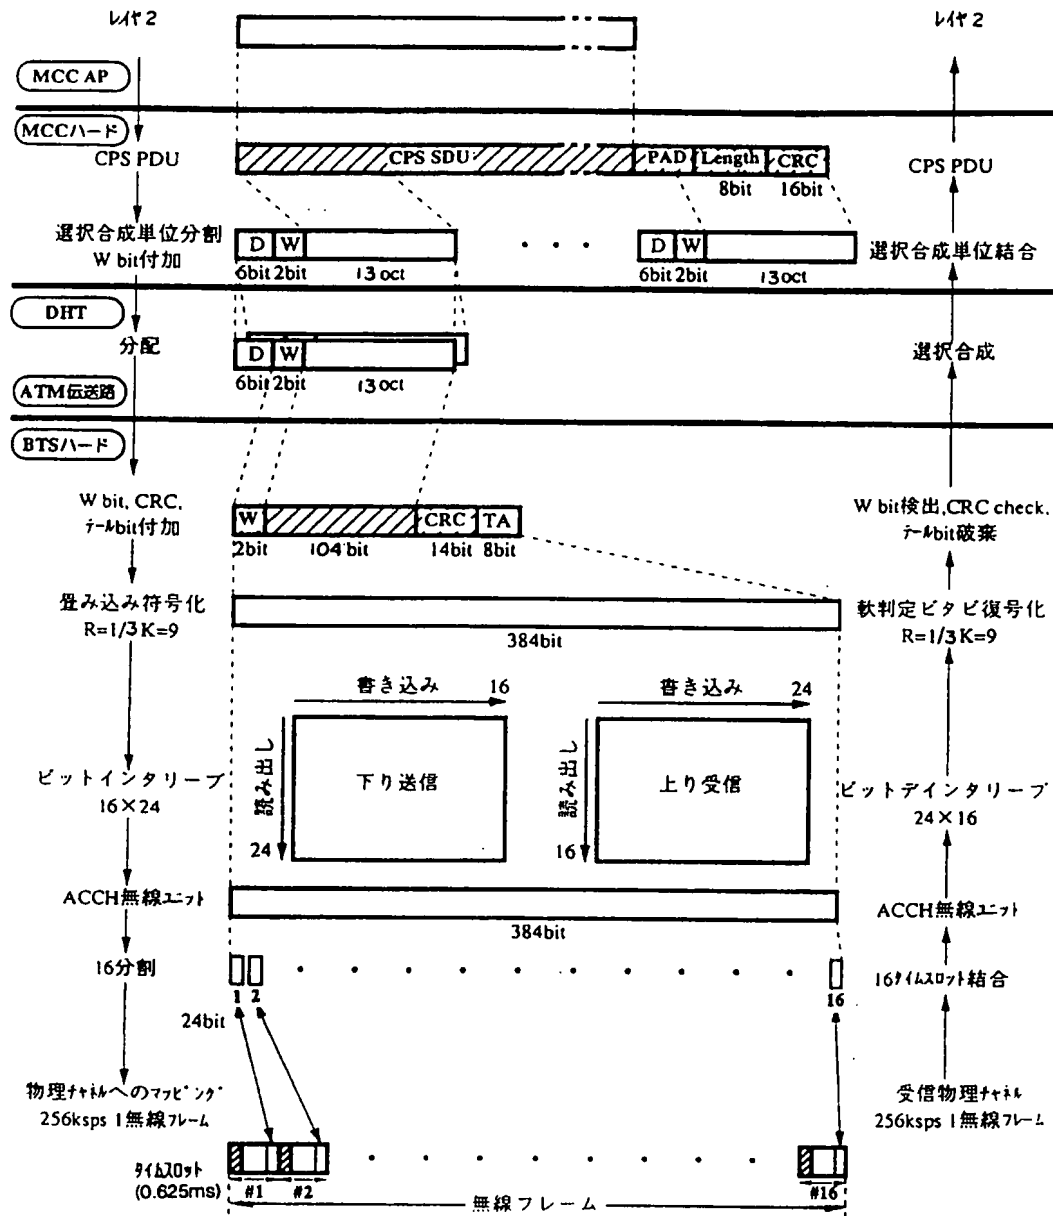 レイヤ2
レイヤ2
MCC AP
MCCハード
CPS PDU
CPS SDU
PAD
Length
CRC
CPS PDU
8bit
16bit
選択合成単位分割
W bit付加
D
W
・・・
D
W
選択合成単位結合
6bit
2bit
13oct
6bit
2bit
13oct
DHT
分配
D
W
選択合成
6bit
2bit
13oct
ATM伝送路
BTSハード
W bit, CRC,
テールbit付加
W
CRC
TA
W bit検出,CRC check,
テールbit破棄
2bit
104bit
14bit
8bit
畳み込み符号化
R=1/3 K=9
384bit
軟判定ビタビ復号化
R=1/3 K=9
書き込み
16
書き込み
24
読み出し
24
下り送信
読み出し
16
上り受信
ビットインタリーブ
16×24
ビットデインタリーブ
24×16
ACCH無線ユニット
384bit
ACCH無線ユニット
16分割
1
2
16
16タイムスロット結合
24bit
物理チャネルへのマッピング
256ksps 1無線フレーム
受信物理チャネル
256ksps 1無線フレーム
タイムスロット
(0.625ms)
#1
#2
#16
無線フレーム